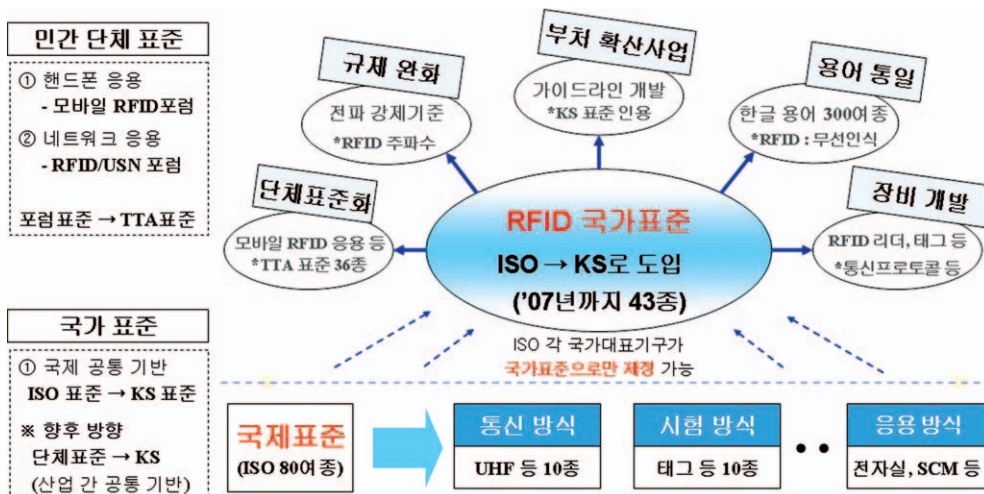 민간 단체 표준
① 핸드폰 응용
- 모바일 RFID포럼
② 네트워크 응용
- RFID/USN 포럼
포럼표준 → TTA표준
국가 표준
① 국제 공통 기반
ISO 표준 → KS 표준
※ 향후 방향
단체표준 → KS
(산업 간 공통 기반)
단체표준화
모바일 RFID 응용 등
*TTA 표준 36종
규제 완화
전파 강제기준
*RFID 주파수
부처 확산사업
가이드라인 개발
*KS 표준 인용
용어 통일
한글 용어 300여종
*RFID : 무선인식
장비 개발
RFID 리더, 태그 등
*통신프로토콜 등
RFID 국가표준
ISO → KS로 도입
('07년까지 43종)
ISO 각 국가대표기구가
국가표준으로만 제정 가능
국제표준
(ISO 80여종)
통신 방식
UHF 등 10종
시험 방식
태그 등 10종
응용 방식
전자실, SCM 등